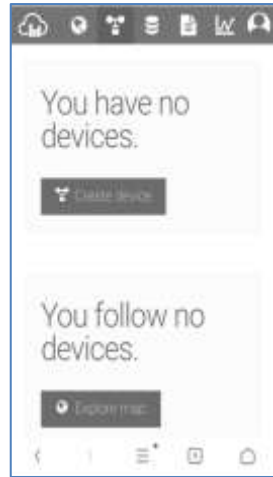 You have no
devices.
Create device
You follow no
devices.
Explore map